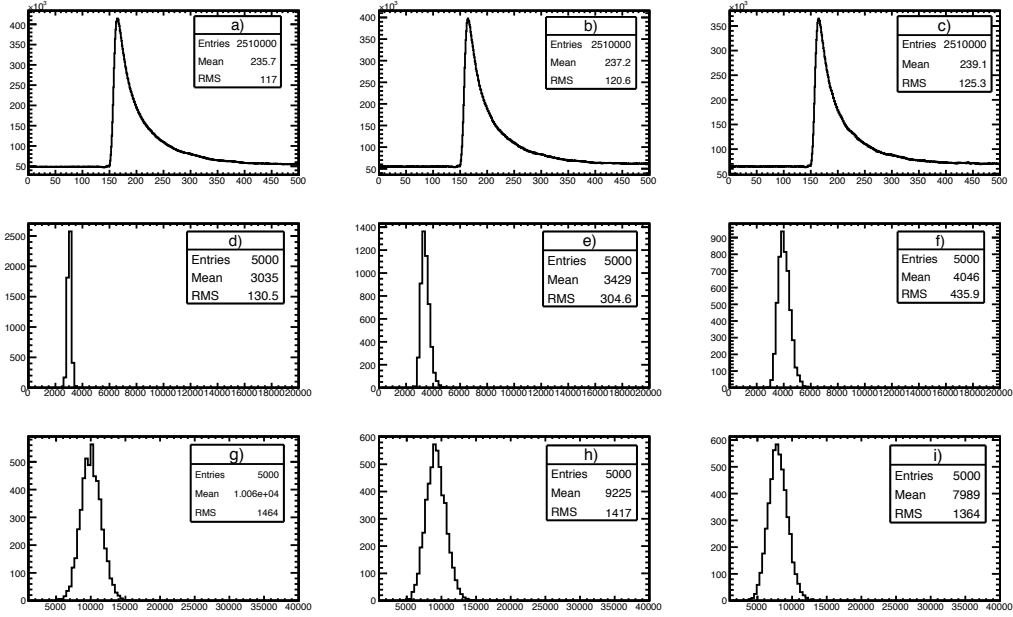 ×10³
a)
Entries 2510000
Mean 235.7
RMS 117
400
350
300
250
200
150
100
50
0 50 100 150 200 250 300 350 400 450 500
×10³
b)
Entries 2510000
Mean 237.2
RMS 120.6
400
350
300
250
200
150
100
50
0 50 100 150 200 250 300 350 400 450 500
×10³
c)
Entries 2510000
Mean 239.1
RMS 125.3
350
300
250
200
150
100
0 50 100 150 200 250 300 350 400 450 500
d)
Entries 5000
Mean 3035
RMS 130.5
2500
2000
1500
1000
500
0
0 2000 4000 6000 8000 10000 12000 14000 16000 18000 20000
e)
Entries 5000
Mean 3429
RMS 304.6
1400
1200
1000
800
600
400
200
0
0 2000 4000 6000 8000 10000 12000 14000 16000 18000 20000
f)
Entries 5000
Mean 4046
RMS 435.9
900
800
700
600
500
400
300
200
100
0
0 2000 4000 6000 8000 10000 12000 14000 16000 18000 20000
g)
Entries 5000
Mean 1.006e+04
RMS 1464
500
400
300
200
100
0
5000 10000 15000 20000 25000 30000 35000 40000
h)
Entries 5000
Mean 9225
RMS 1417
600
500
400
300
200
100
0
5000 10000 15000 20000 25000 30000 35000 40000
i)
Entries 5000
Mean 7989
RMS 1364
600
500
400
300
200
100
0
5000 10000 15000 20000 25000 30000 35000 40000